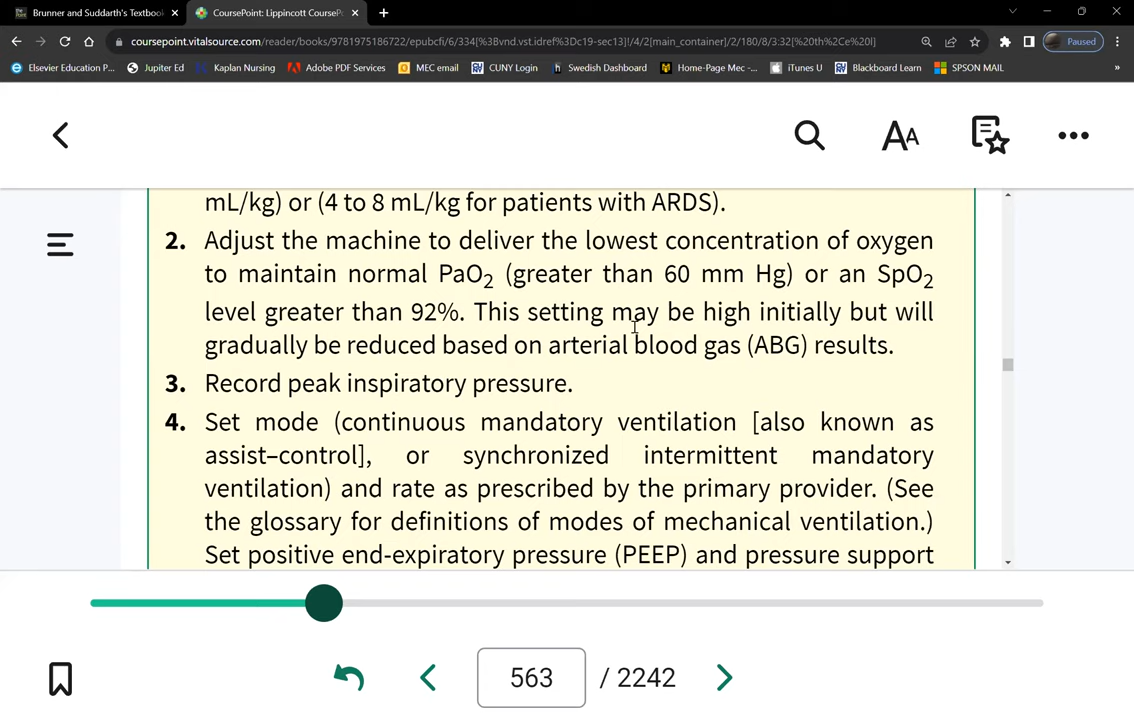 Brunner and Suddarth's Textboo
CoursePoint: Lippincott CourseP
coursepoint.vitalsource.com/reader/books/9781975186722/epubcfi/6/334[%3Bvnd.vst.idref%3Dc19-sec13]!/4/2[main_container]/2/180/8/3:32[%20th%2Ce%20l]
Paused
Elsevier Education P...
Jupiter Ed
Kaplan Nursing
Adobe PDF Services
MEC email
CUNY Login
Swedish Dashboard
Home-Page Mec -...
iTunes U
Blackboard Learn
SPSON MAIL
»
AA
mL/kg) or (4 to 8 mL/kg for patients with ARDS).
2. Adjust the machine to deliver the lowest concentration of oxygen
to maintain normal PaO2 (greater than 60 mm Hg) or an SpO2
level greater than 92%. This setting may be high initially but will
gradually be reduced based on arterial blood gas (ABG) results.
3. Record peak inspiratory pressure.
4. Set mode (continuous mandatory ventilation [also known as
assist–control], or synchronized intermittent mandatory
ventilation) and rate as prescribed by the primary provider. (See
the glossary for definitions of modes of mechanical ventilation.)
Set positive end-expiratory pressure (PEEP) and pressure support
563 / 2242